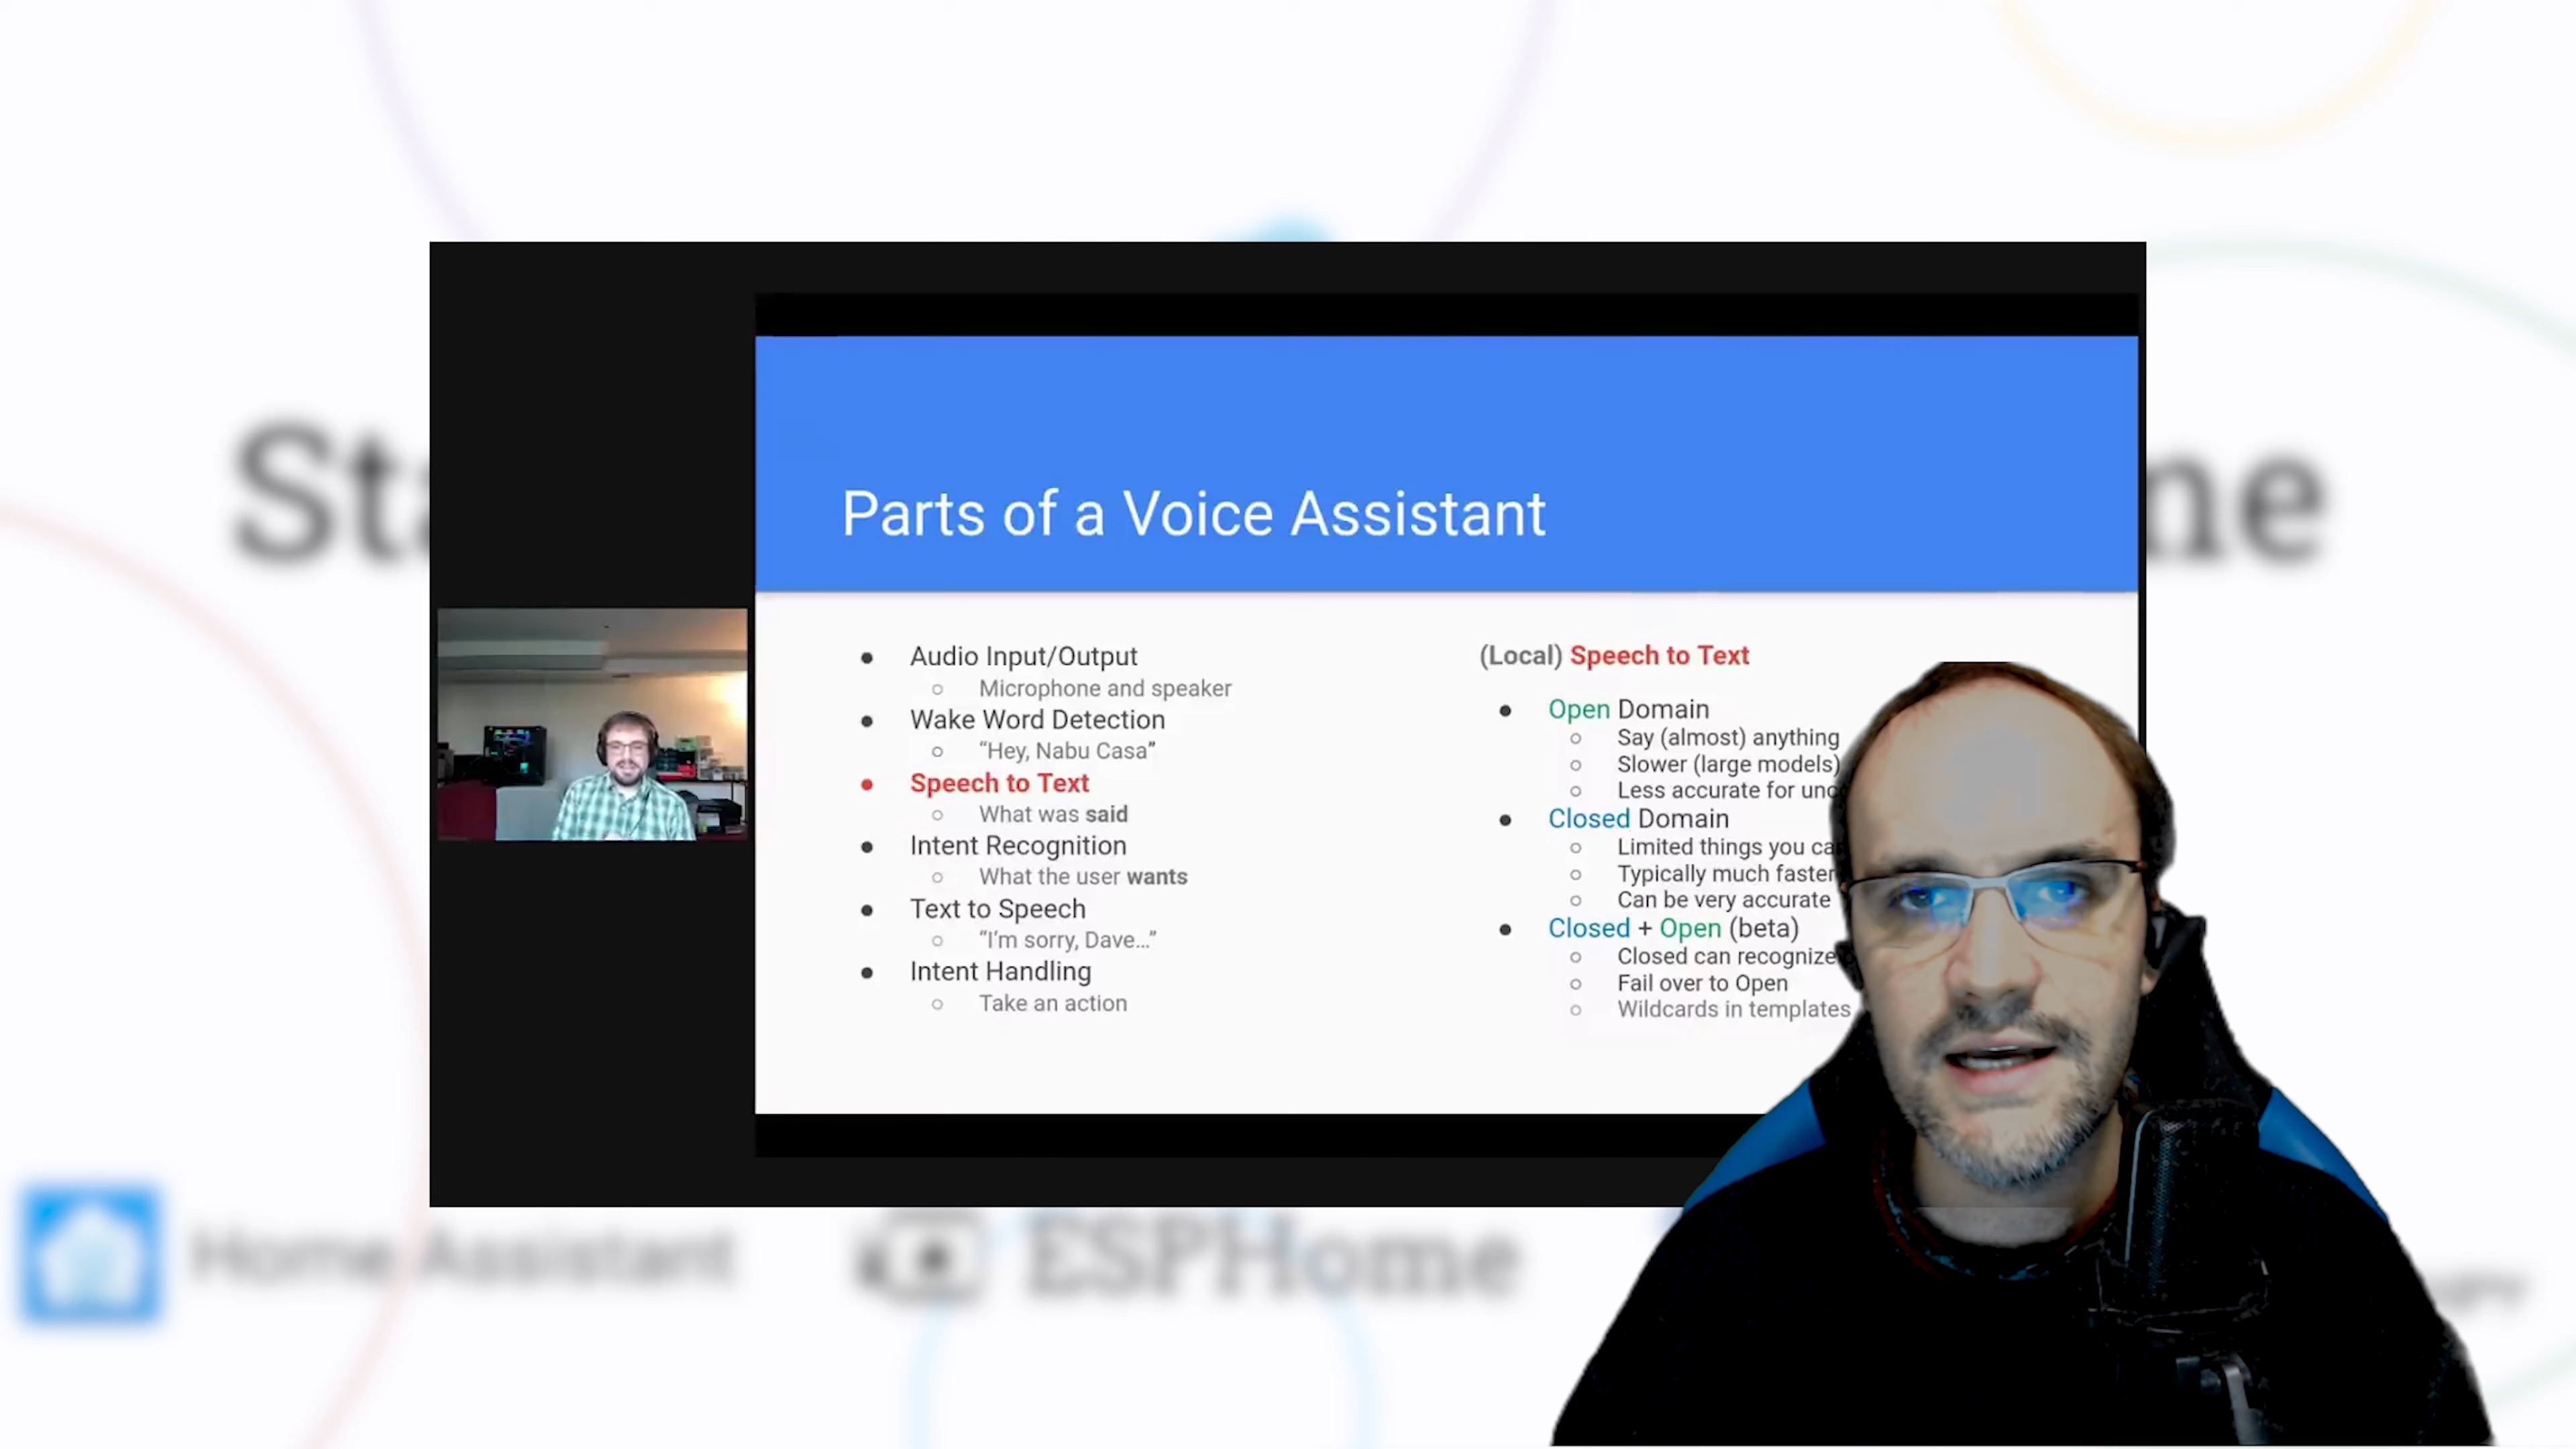 Parts of a Voice Assistant
Audio Input/Output
Microphone and speaker
Wake Word Detection
“Hey, Nabu Casa”
Speech to Text
What was said
Intent Recognition
What the user wants
Text to Speech
“I'm sorry, Dave…”
Intent Handling
Take an action
(Local) Speech to Text
Open Domain
Say (almost) anything
Slower (large models)
Less accurate for
Closed Domain
Limited things you
Typically much faster
Can be very accurate
Closed + Open (beta)
Closed can recognize
Fail over to Open
Wildcards in templates
Home Assistant
ESPHome